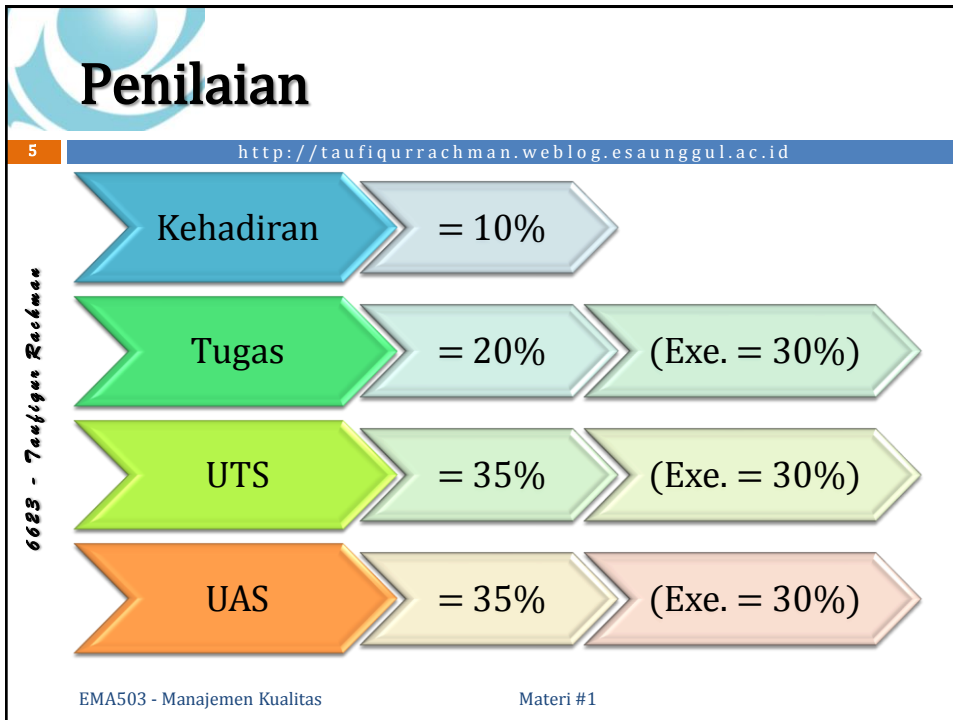 Penilaian
5
http://taufiqurrachman.weblog.esaunggul.ac.id
Kehadiran = 10%
Tugas = 20% (Exe. = 30%)
UTS = 35% (Exe. = 30%)
UAS = 35% (Exe. = 30%)
6623 - Taufiqur Rachman
EMA503 - Manajemen Kualitas Materi #1